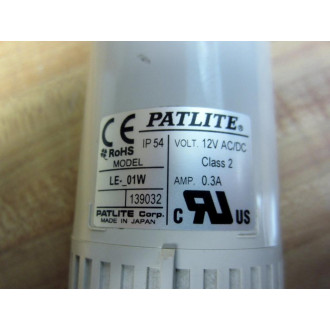 CE
RoHS
IP 54
PATLITE®
VOLT. 12V AC/DC
Class 2
MODEL
LE-_01W
AMP. 0.3A
139032
PATLITE Corp.
MADE IN JAPAN
C RU US